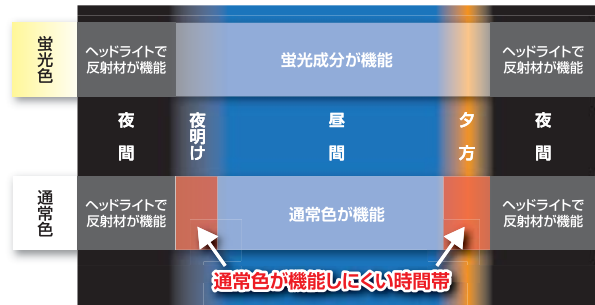 蛍光色
ヘッドライトで
反射材が機能
蛍光成分が機能
ヘッドライトで
反射材が機能
夜間
夜明け
昼間
夕方
夜間
通常色
ヘッドライトで
反射材が機能
通常色が機能
ヘッドライトで
反射材が機能
通常色が機能しにくい時間帯